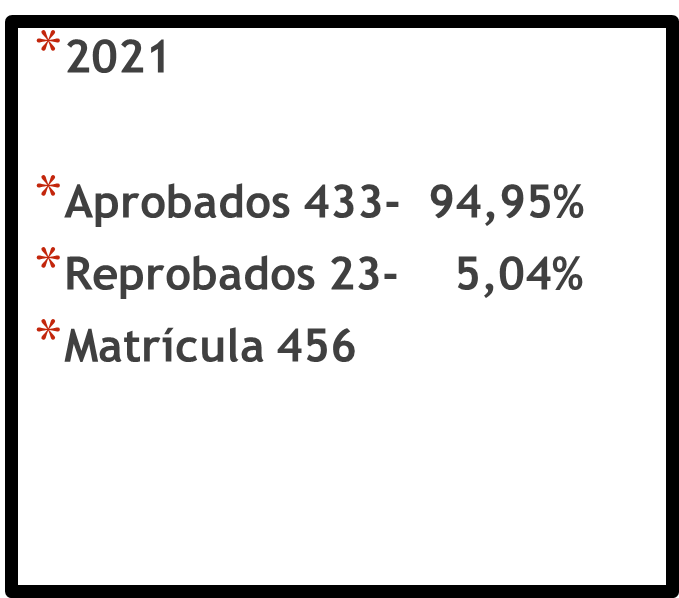 *2021
*Aprobados 433- 94,95%
*Reprobados 23- 5,04%
*Matrícula 456